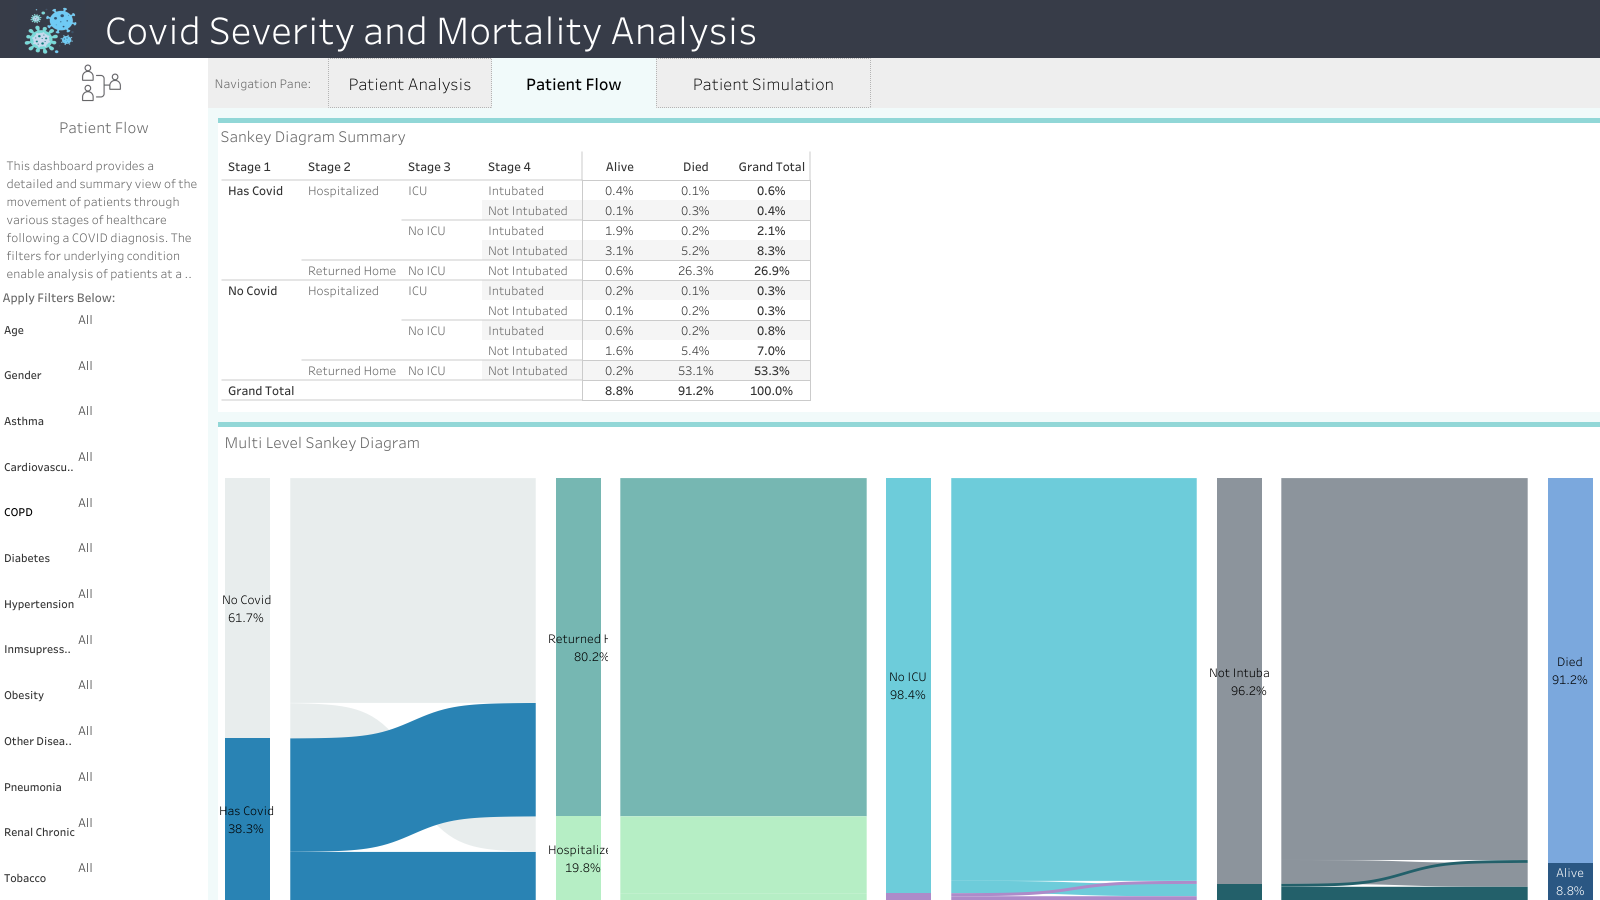 Covid Severity and Mortality Analysis
Navigation Pane:
Patient Analysis
Patient Flow
Patient Simulation
Patient Flow
This dashboard provides a
detailed and summary view of the
movement of patients through
various stages of healthcare
following a COVID diagnosis. The
filters for underlying condition
enable analysis of patients at a ..
Apply Filters Below:
Age All
Gender All
Asthma All
Cardiovascu.. All
COPD All
Diabetes All
Hypertension All
Inmsupress.. All
Obesity All
Other Disea.. All
Pneumonia All
Renal Chronic All
Tobacco All
Sankey Diagram Summary
Stage 1 Stage 2 Stage 3 Stage 4 Alive Died Grand Total
Has Covid Hospitalized ICU Intubated 0.4% 0.1% 0.6%
Not Intubated 0.1% 0.3% 0.4%
No ICU Intubated 1.9% 0.2% 2.1%
Not Intubated 3.1% 5.2% 8.3%
Returned Home No ICU Not Intubated 0.6% 26.3% 26.9%
No Covid Hospitalized ICU Intubated 0.2% 0.1% 0.3%
Not Intubated 0.1% 0.2% 0.3%
No ICU Intubated 0.6% 0.2% 0.8%
Not Intubated 1.6% 5.4% 7.0%
Returned Home No ICU Not Intubated 0.2% 53.1% 53.3%
Grand Total 8.8% 91.2% 100.0%
Multi Level Sankey Diagram
No Covid
61.7%
Has Covid
38.3%
Returned H
80.2%
Hospitalize
19.8%
No ICU
98.4%
Not Intuba
96.2%
Died
91.2%
Alive
8.8%